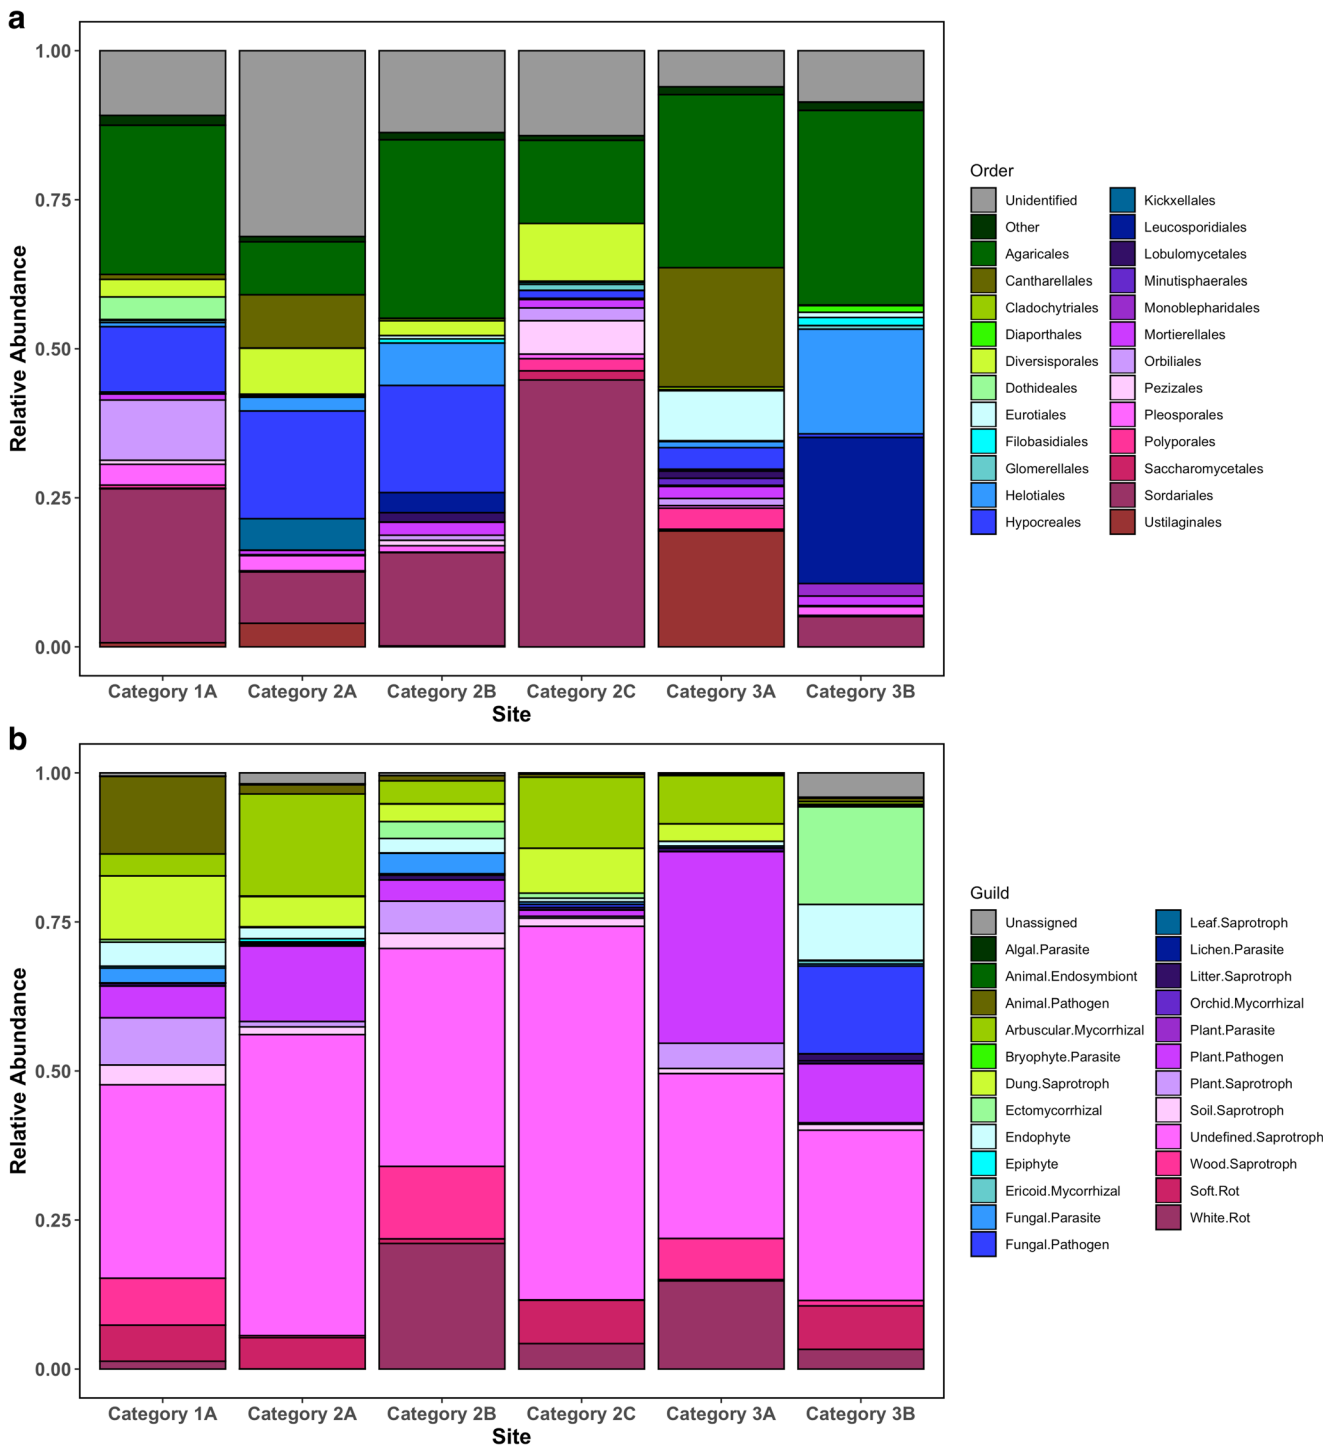 a
1.00
0.75
0.50
0.25
0.00
Relative Abundance
Category 1A Category 2A Category 2B Category 2C Category 3A Category 3B
Site
Order
Unidentified Kickxellales
Other Leucosporidiales
Agaricales Lobulomycetales
Cantharellales Minutisphaerales
Cladochytriales Monoblepharidales
Diaporthales Mortierellales
Diversisporales Orbiliales
Dothideales Pezizales
Eurotiales Pleosporales
Filobasidiales Polyporales
Glomerellales Saccharomycetales
Helotiales Sordariales
Hypocreales Ustilaginales
b
1.00
0.75
0.50
0.25
0.00
Relative Abundance
Category 1A Category 2A Category 2B Category 2C Category 3A Category 3B
Site
Guild
Unassigned Leaf.Saprotroph
Algal.Parasite Lichen.Parasite
Animal.Endosymbiont Litter.Saprotroph
Animal.Pathogen Orchid.Mycorrhizal
Arbuscular.Mycorrhizal Plant.Parasite
Bryophyte.Parasite Plant.Pathogen
Dung.Saprotroph Plant.Saprotroph
Ectomycorrhizal Soil.Saprotroph
Endophyte Undefined.Saprotroph
Epiphyte Wood.Saprotroph
Ericoid.Mycorrhizal Soft.Rot
Fungal.Parasite White.Rot
Fungal.Pathogen